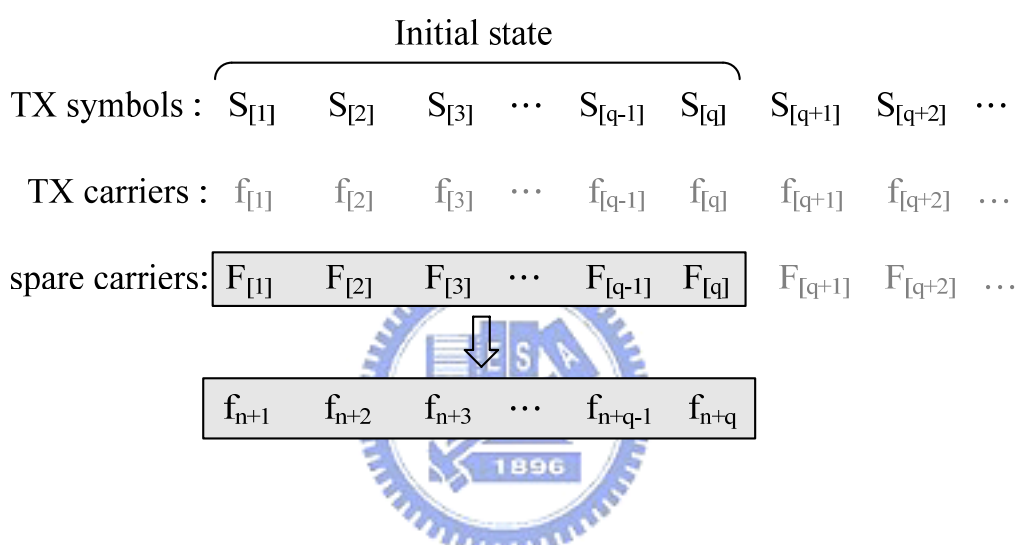 Initial state
TX symbols : S[1] S[2] S[3] ⋯ S[q-1] S[q] S[q+1] S[q+2] ⋯
TX carriers : f[1] f[2] f[3] ⋯ f[q-1] f[q] f[q+1] f[q+2] ⋯
spare carriers: F[1] F[2] F[3] ⋯ F[q-1] F[q] F[q+1] F[q+2] ⋯
ESA
fn+1 fn+2 fn+3 ⋯ fn+q-1 fn+q
1896